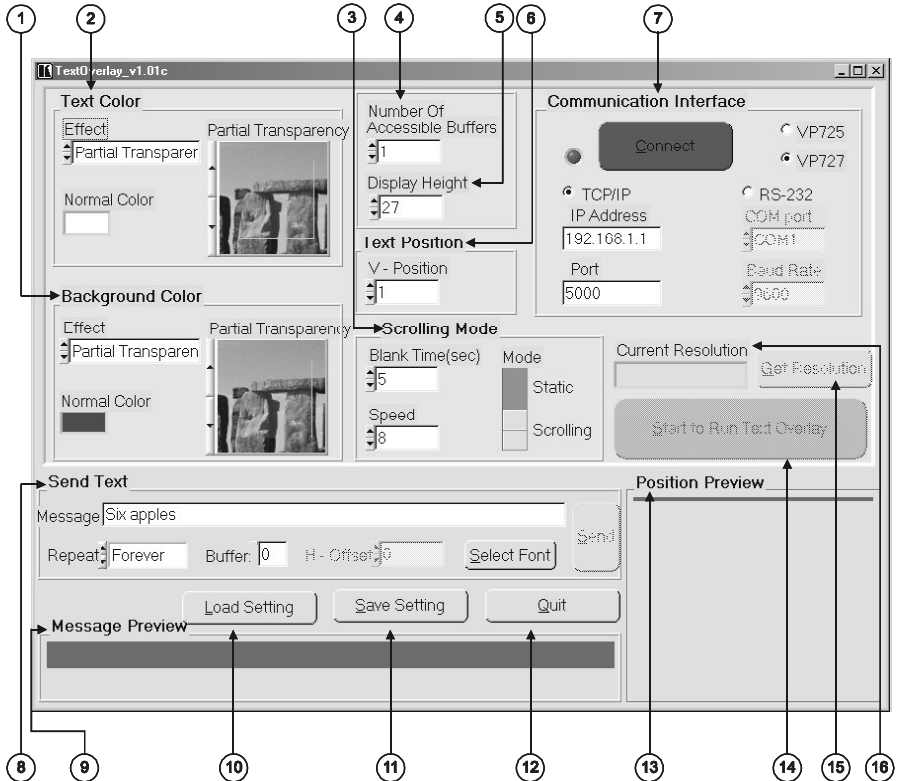 1 2 3 4 5 6 7
TextOverlay_v1.01c
Text Color
Effect
Partial Transparer
Partial Transparency
Normal Color
Number Of
Accessible Buffers
1
Display Height
27
Text Position
V - Position
1
Communication Interface
Connect
VP725
VP727
TCP/IP
RS-232
IP Address
COM port
192.168.1.1
COM1
Port
Baud Rate
5000
9600
Background Color
Effect
Partial Transparen
Partial Transparency
Normal Color
Scrolling Mode
Blank Time(sec)
5
Speed
8
Mode
Static
Scrolling
Current Resolution
Get Resolution
Start to Run Text Overlay
Send Text
Message Six apples
Repeat Forever Buffer: 0 H - Offset 0 Select Font
Send
Load Setting Save Setting Quit
Message Preview
Position Preview
8 9 10 11 12 13 14 15 16